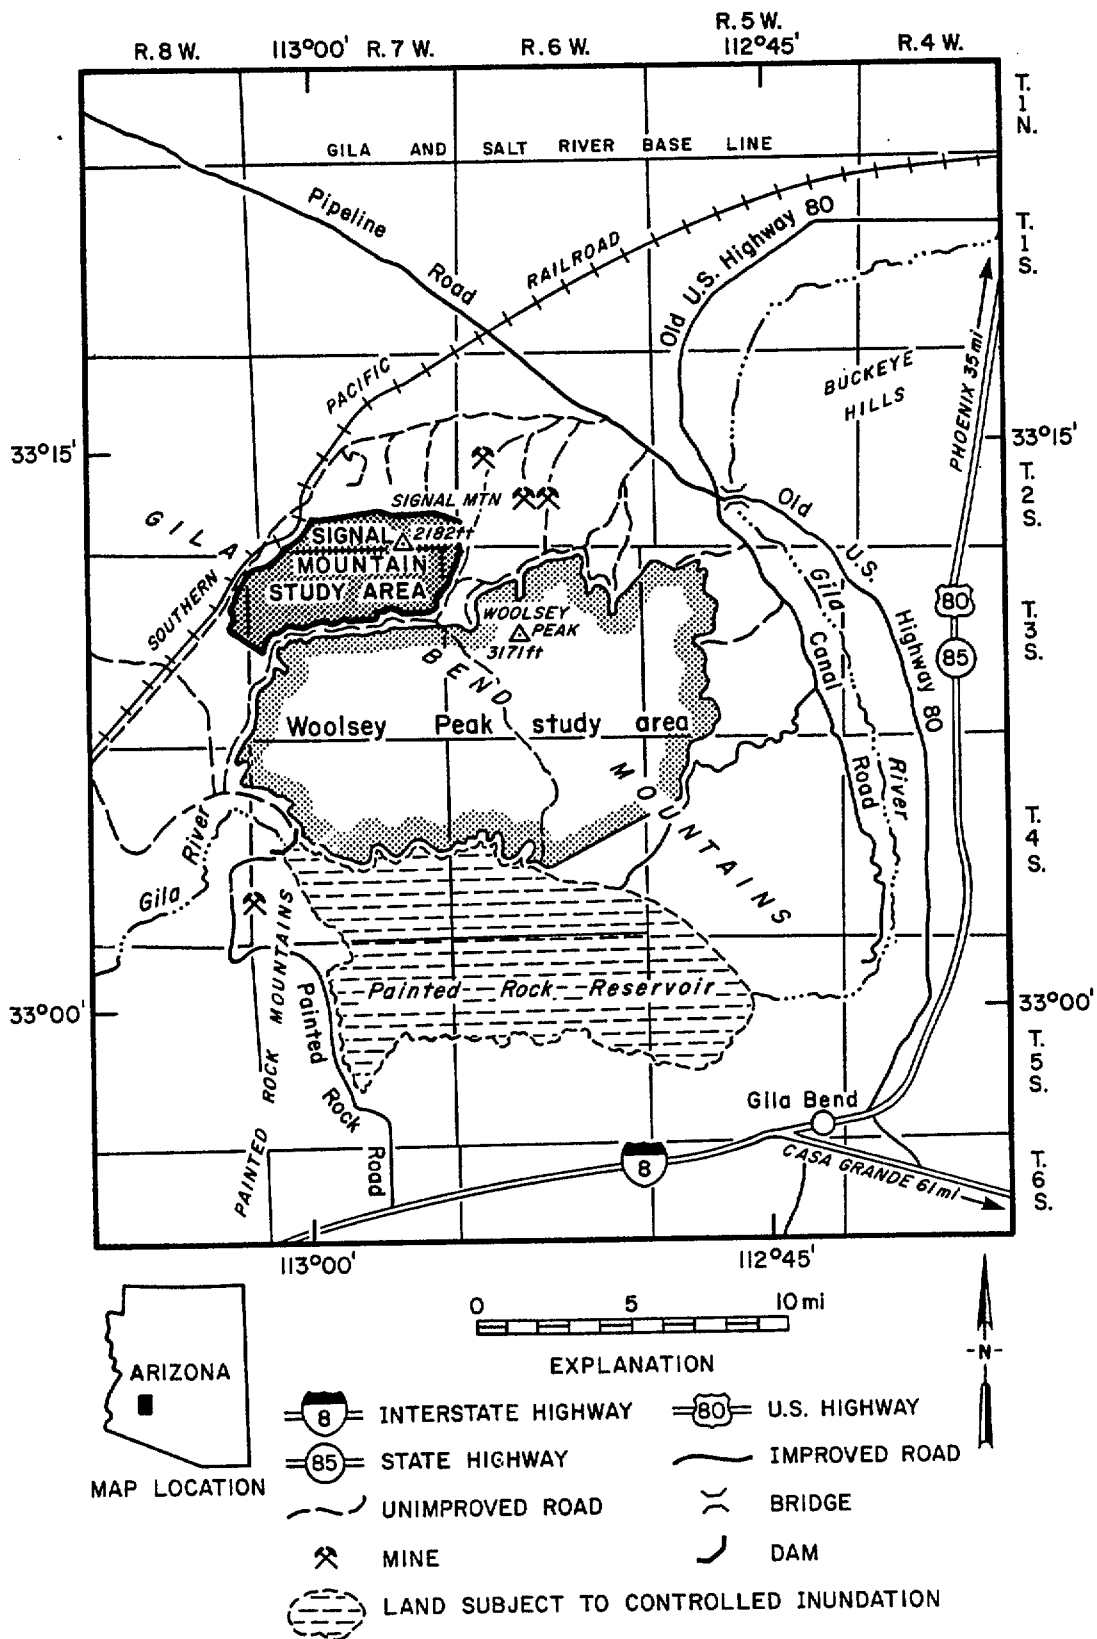 R. 5 W.
R. 8 W. 113°00' R. 7 W. R. 6 W. 112°45' R. 4 W.
T. 1 N.
GILA AND SALT RIVER BASE LINE
Pipeline Road
SOUTHERN PACIFIC RAILROAD
Old U.S. Highway 80
T. 1 S.
BUCKEYE HILLS
PHOENIX 35 mi
33°15'
33°15'
T. 2 S.
SIGNAL MTN
2182 ft
SIGNAL MOUNTAIN STUDY AREA
Old U.S. Highway 80
GILA BEND MOUNTAINS
WOOLSEY PEAK
3171 ft
80
85
T. 3 S.
Gila Canal Road
Woolsey Peak study area
River
T. 4 S.
Gila River
PAINTED ROCK MOUNTAINS
Painted Rock Reservoir
33°00'
33°00'
Painted Rock Road
T. 5 S.
Gila Bend
8
CASA GRANDE 61 mi
T. 6 S.
113°00' 112°45'
0 5 10 mi
-N-
ARIZONA
MAP LOCATION
EXPLANATION
8 INTERSTATE HIGHWAY
80 U.S. HIGHWAY
85 STATE HIGHWAY
IMPROVED ROAD
UNIMPROVED ROAD
BRIDGE
MINE
DAM
LAND SUBJECT TO CONTROLLED INUNDATION